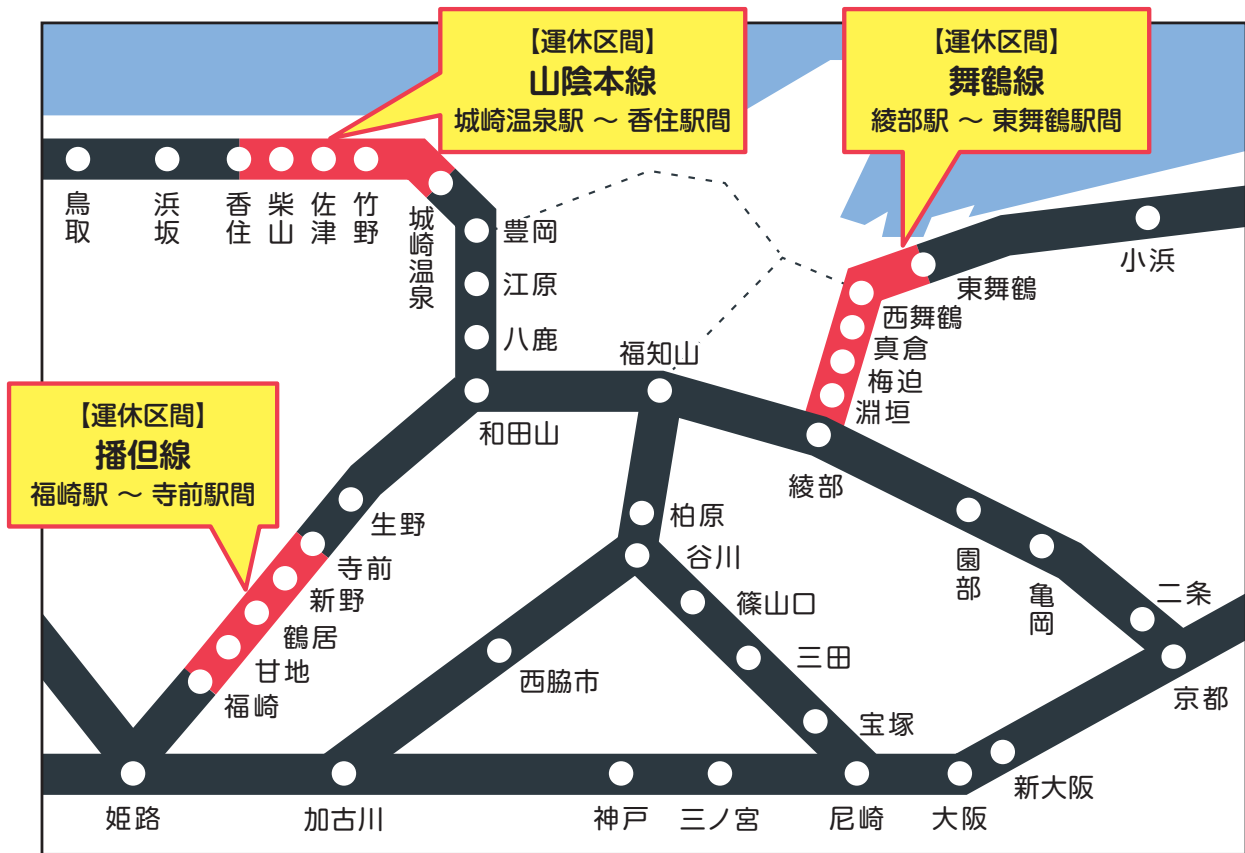 【運休区間】
山陰本線
城崎温泉駅 ～ 香住駅間
【運休区間】
舞鶴線
綾部駅 ～ 東舞鶴駅間
鳥取
浜坂
香住
柴山
佐津
竹野
城崎温泉
豊岡
江原
八鹿
和田山
福知山
小浜
東舞鶴
西舞鶴
真倉
梅迫
淵垣
綾部
【運休区間】
播但線
福崎駅 ～ 寺前駅間
生野
寺前
新野
鶴居
甘地
福崎
柏原
谷川
篠山口
三田
宝塚
西脇市
園部
亀岡
二条
京都
姫路
加古川
神戸
三ノ宮
尼崎
大阪
新大阪